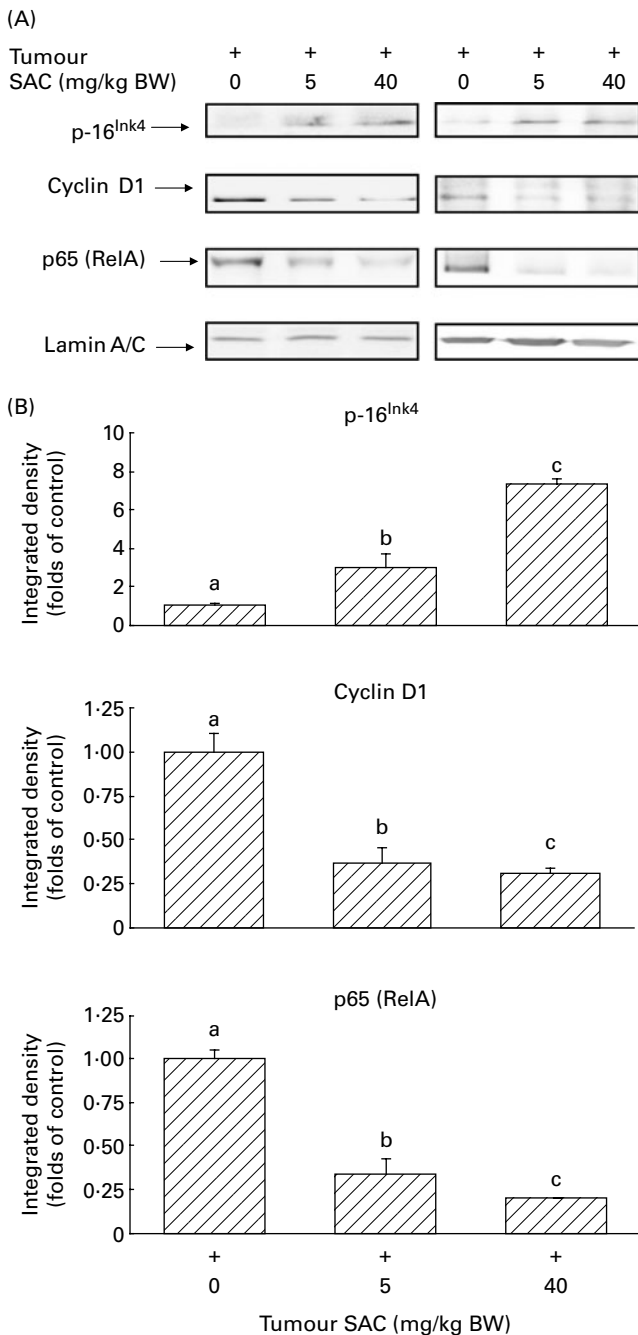 (A)
Tumour + + + + + +
SAC (mg/kg BW) 0 5 40 0 5 40
p-16Ink4
Cyclin D1
p65 (RelA)
Lamin A/C
(B)
p-16Ink4
Integrated density
(folds of control)
10
8
6
4
2
0
a
b
c
Cyclin D1
Integrated density
(folds of control)
1·25
1·00
0·75
0·50
0·25
0
a
b
c
p65 (RelA)
Integrated density
(folds of control)
1·25
1·00
0·75
0·50
0·25
0
a
b
c
+ + +
0 5 40
Tumour SAC (mg/kg BW)